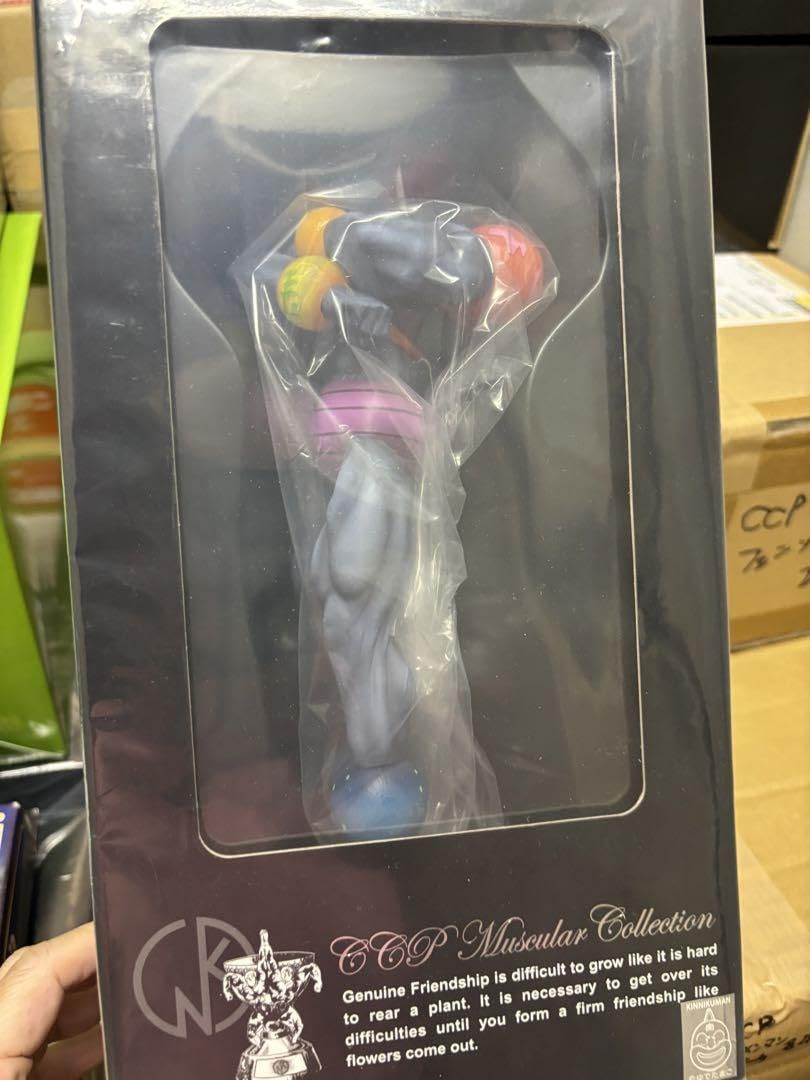 CCP
CCP Muscular Collection
Genuine Friendship is difficult to grow like it is hard
to rear a plant. It is necessary to get over its
difficulties until you form a firm friendship like
flowers come out.
KINNIKUMAN